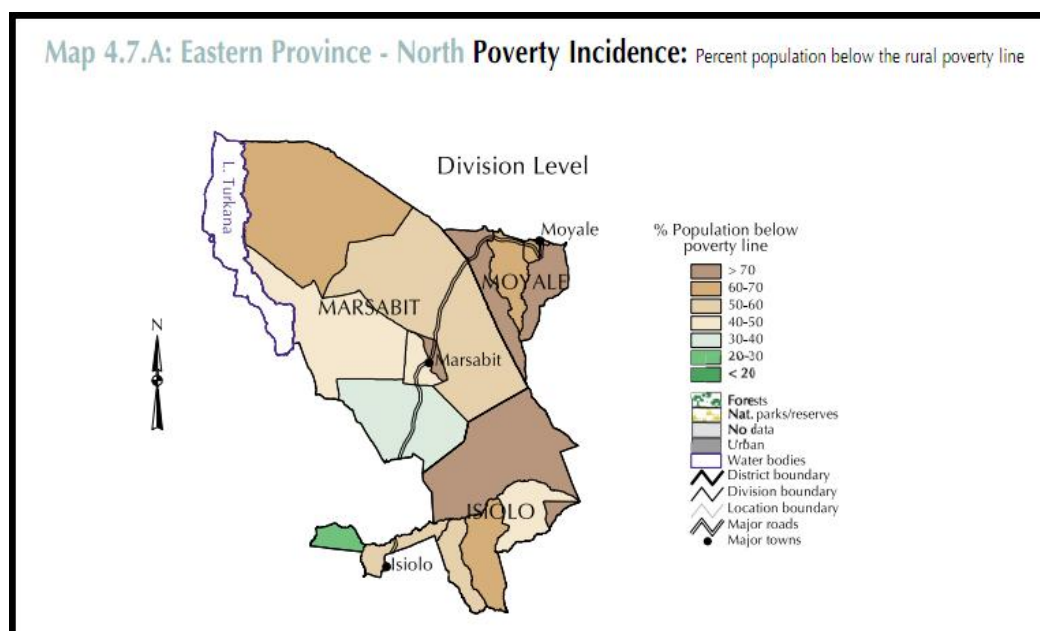 Map 4.7.A: Eastern Province - North Poverty Incidence: Percent population below the rural poverty line
Division Level
L. Turkana
Moyale
MOYALE
MARSABIT
Marsabit
N
ISIOLO
Isiolo
% Population below
poverty line
> 70
60-70
50-60
40-50
30-40
20-30
< 20
Forests
Nat. parks/reserves
No data
Urban
Water bodies
District boundary
Division boundary
Location boundary
Major roads
Major towns